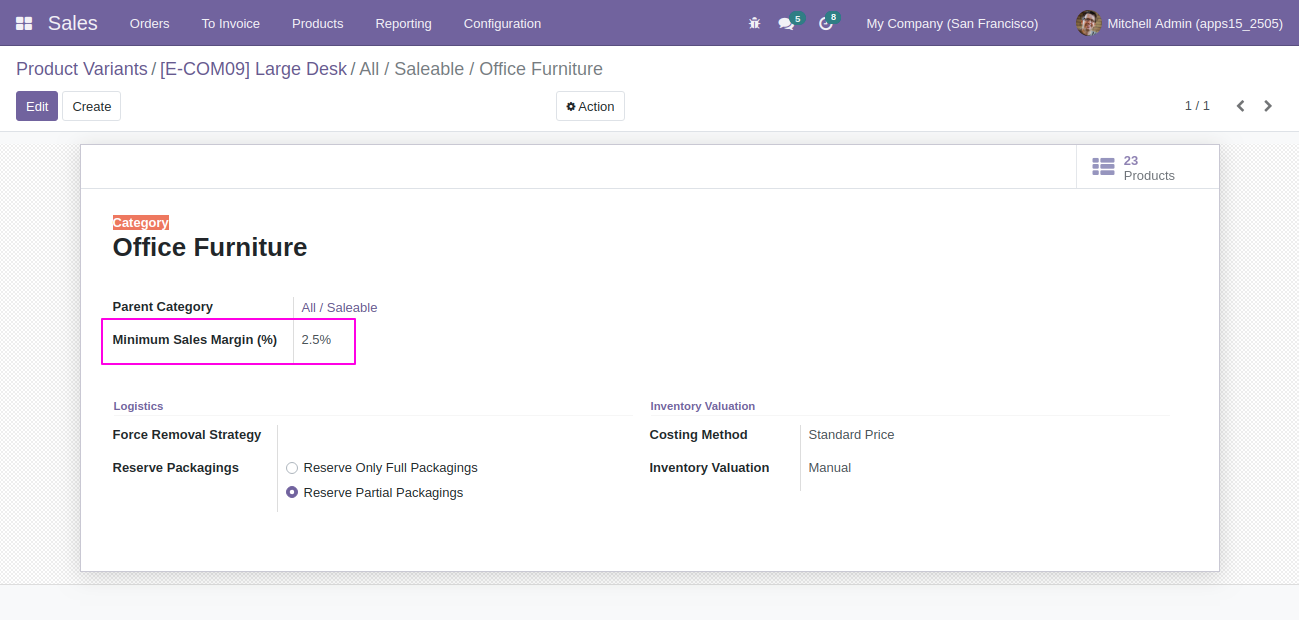 Sales Orders To Invoice Products Reporting Configuration 5 8 My Company (San Francisco) Mitchell Admin (apps15_2505)
Product Variants / [E-COM09] Large Desk / All / Saleable / Office Furniture
Edit Create Action 1 / 1
23
Products
Category
Office Furniture
Parent Category All / Saleable
Minimum Sales Margin (%) 2.5%
Logistics Inventory Valuation
Force Removal Strategy Costing Method Standard Price
Reserve Packagings Reserve Only Full Packagings Inventory Valuation Manual
Reserve Partial Packagings